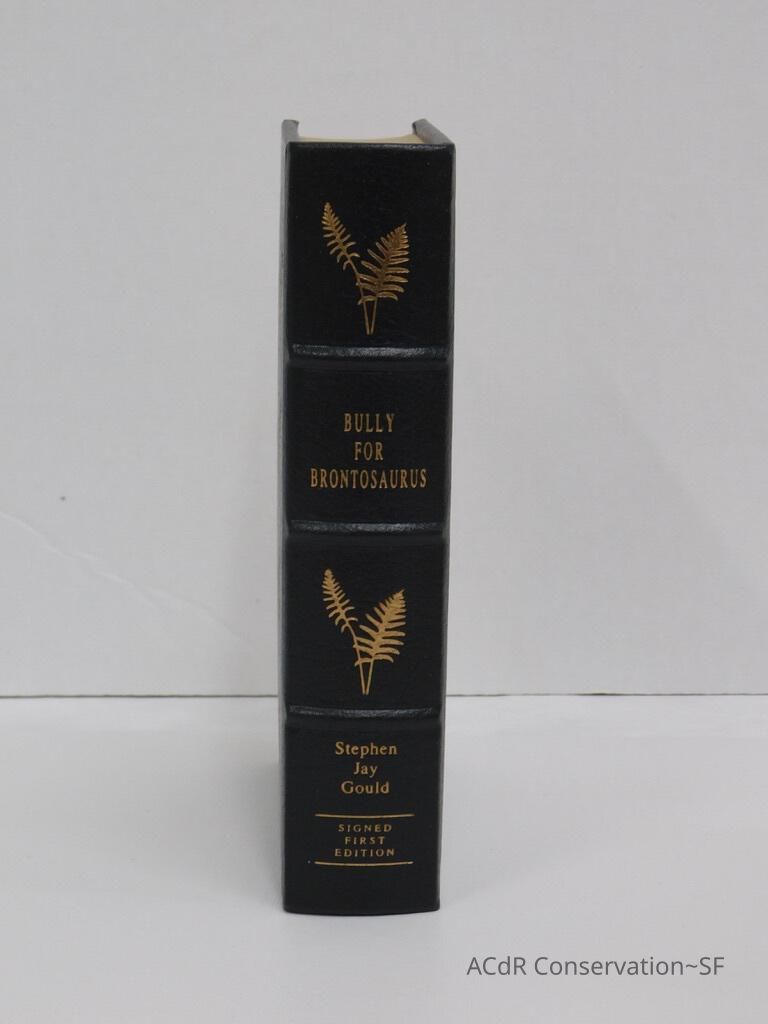 BULLY
FOR
BRONTOSAURUS
Stephen
Jay
Gould
SIGNED
FIRST
EDITION
ACdR Conservation~SF